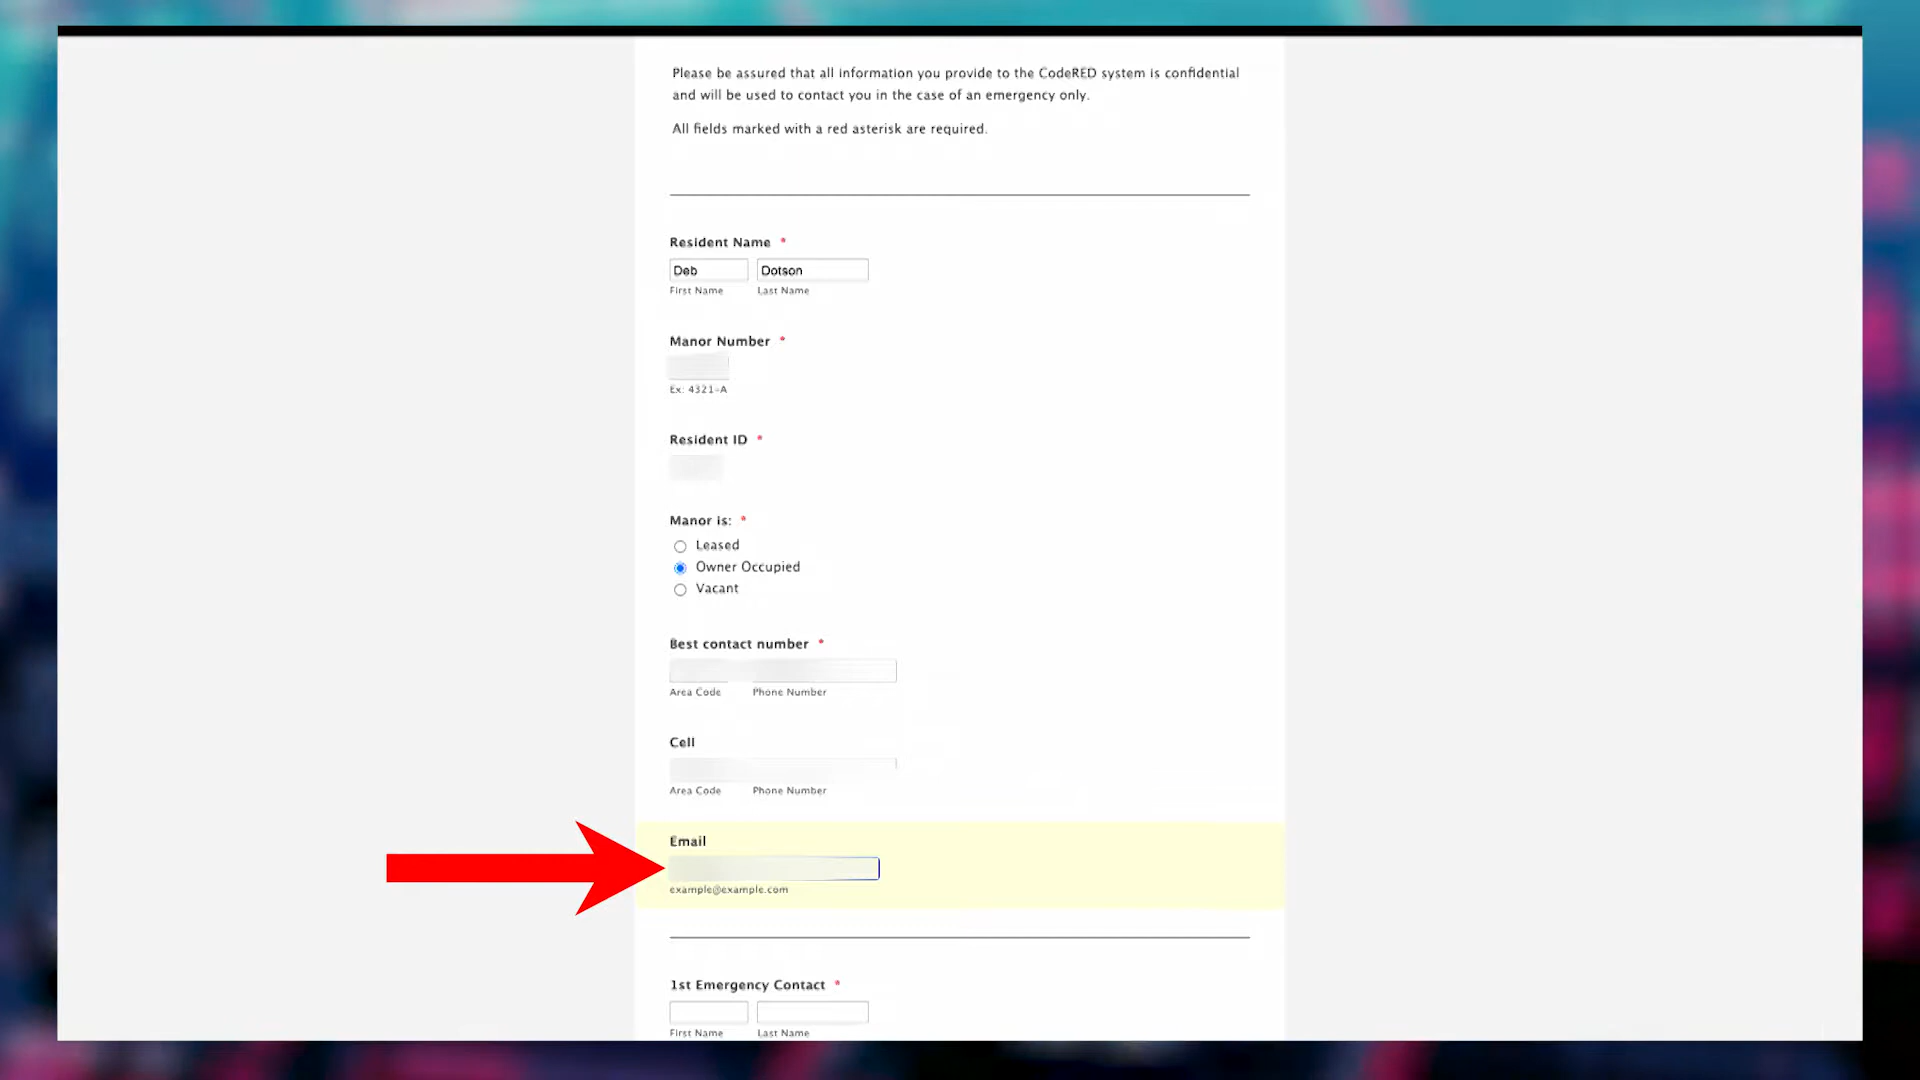 Please be assured that all information you provide to the CodeRED system is confidential
and will be used to contact you in the case of an emergency only.
All fields marked with a red asterisk are required.
Resident Name *
Deb Dotson
First Name Last Name
Manor Number *
Ex: 4321-A
Resident ID *
Manor is: *
Leased
Owner Occupied
Vacant
Best contact number *
Area Code Phone Number
Cell
Area Code Phone Number
Email
example@example.com
1st Emergency Contact *
First Name Last Name